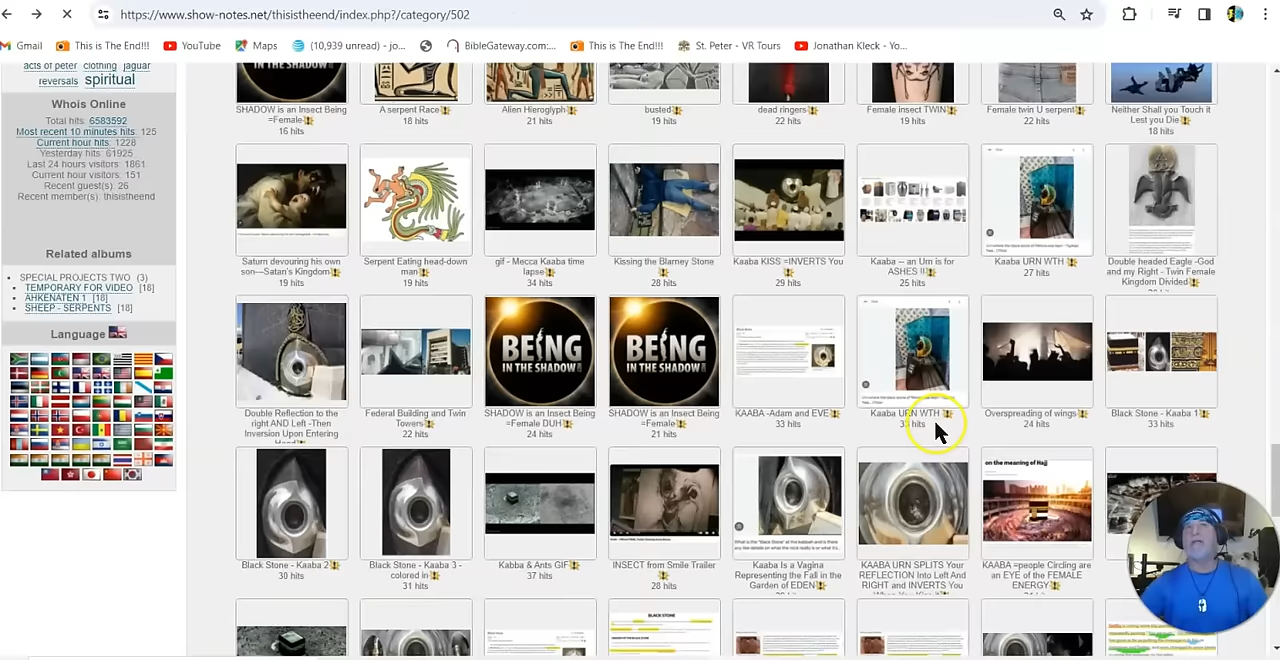 https://www.show-notes.net/thisistheend/index.php?/category/502
Gmail This is The End!!! YouTube Maps (10,939 unread) - jo... BibleGateway.com:... This is The End!!! St. Peter - VR Tours Jonathan Kleck - Yo...
acts of peter clothing jaguar
reversals spiritual
Whois Online
Total hits: 6583592
Most recent 10 minutes hits: 125
Current hour hits: 1228
Yesterday hits: 61925
Last 24 hours visitors: 1861
Current hour visitors: 151
Recent guest(s): 26
Recent member(s): thisistheend
Related albums
SPECIAL PROJECTS TWO (3)
TEMPORARY FOR VIDEO [16]
AHKENATEN 1 [18]
SHEEP - SERPENTS [18]
Language
SHADOW is an Insect Being
=Female
16 hits
A serpent Race
18 hits
Alien Hieroglyph
21 hits
busted
19 hits
dead ringers
22 hits
Female insect TWIN
19 hits
Female twin U serpent
22 hits
Neither Shall you Touch it
Lest you Die
18 hits
Saturn devouring his own
son---Satan's Kingdom
19 hits
Serpent Eating head-down
man
19 hits
gif - Mecca Kaaba time
lapse
34 hits
Kissing the Blarney Stone
28 hits
Kaaba KISS =INVERTS You
29 hits
Kaaba -- an Urn is for
ASHES !!
25 hits
Kaaba URN WTH
27 hits
Double headed Eagle -God
and my Right - Twin Female
Kingdom Divided
Double Reflection to the
right AND Left -Then
Inversion Upon Entering
BEING
IN THE SHADOW
BEING
IN THE SHADOW
Federal Building and Twin
Towers
22 hits
SHADOW is an Insect Being
=Female DUH
24 hits
SHADOW is an Insect Being
=Female
21 hits
KAABA -Adam and EVE
33 hits
Kaaba URN WTH
hits
Overspreading of wings
24 hits
Black Stone - Kaaba 1
33 hits
on the meaning of Hajj
Black Stone - Kaaba 2
30 hits
Black Stone - Kaaba 3 -
colored in
31 hits
Kabba & Ants GIF
37 hits
INSECT from Smile Trailer
28 hits
Kaaba Is a Vagina
Representing the Fall in the
Garden of EDEN
KAABA URN SPLITS Your
REFLECTION Into Left And
RIGHT and INVERTS You
When You Kiss it
KAABA =people Circling are
an EYE of the FEMALE
ENERGY
BLACK STONE